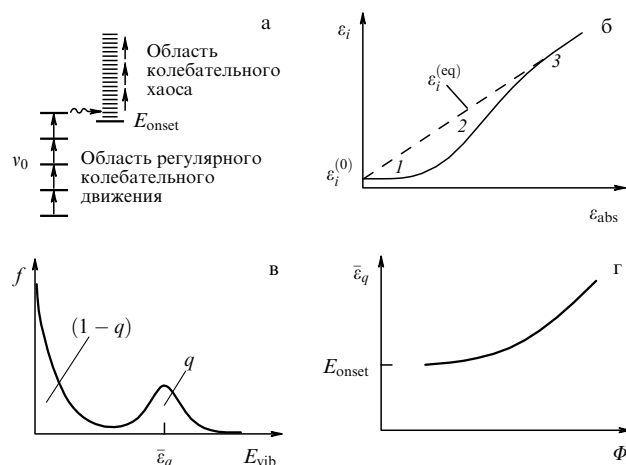 а
Область
колебательного
хаоса
E_onset
ν_0
Область регулярного
колебательного
движения
б
ε_i
ε_i^(eq)
3
2
1
ε_i^(0)
ε_abs
в
f
(1 − q)
q
ε̄_q
E_vib
г
ε̄_q
E_onset
Φ